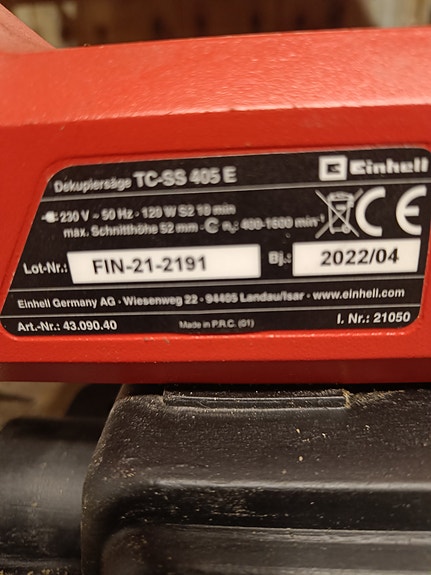 Dekupiersäge TC-SS 405 E
Einhell
230 V ~ 50 Hz · 120 W S2 10 min
max. Schnitthöhe 52 mm · n₀: 400-1600 min⁻¹
CE
Lot-Nr.: FIN-21-2191 Bj.: 2022/04
Einhell Germany AG · Wiesenweg 22 · 94405 Landau/Isar · www.einhell.com
Art.-Nr.: 43.090.40 Made in P.R.C. (01) I. Nr.: 21050